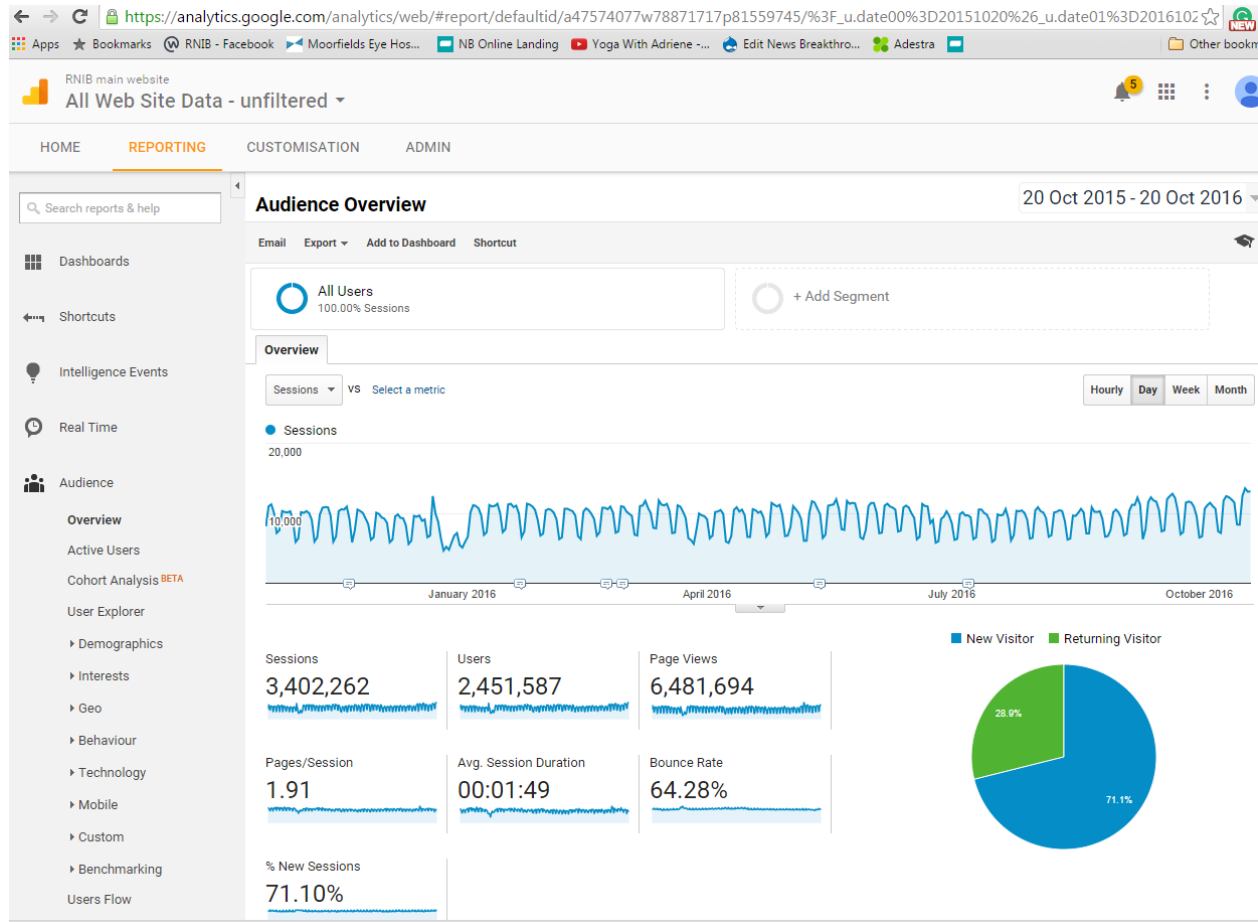 https://analytics.google.com/analytics/web/#report/defaultid/a47574077w78871717p81559745/%3F_u.date00%3D20151020%26_u.date01%3D2016102
NEW
Apps Bookmarks RNIB - Facebook Moorfields Eye Hos... NB Online Landing Yoga With Adriene -... Edit News Breakthro... Adestra Other bookm
RNIB main website
All Web Site Data - unfiltered
5
HOME REPORTING CUSTOMISATION ADMIN
Search reports & help
Dashboards
Shortcuts
Intelligence Events
Real Time
Audience
Overview
Active Users
Cohort Analysis BETA
User Explorer
Demographics
Interests
Geo
Behaviour
Technology
Mobile
Custom
Benchmarking
Users Flow
Audience Overview
20 Oct 2015 - 20 Oct 2016
Email Export Add to Dashboard Shortcut
All Users
100.00% Sessions
+ Add Segment
Overview
Sessions VS Select a metric
Hourly Day Week Month
Sessions
20,000
10,000
January 2016 April 2016 July 2016 October 2016
New Visitor Returning Visitor
Sessions
3,402,262
Users
2,451,587
Page Views
6,481,694
Pages/Session
1.91
Avg. Session Duration
00:01:49
Bounce Rate
64.28%
% New Sessions
71.10%
28.9%
71.1%